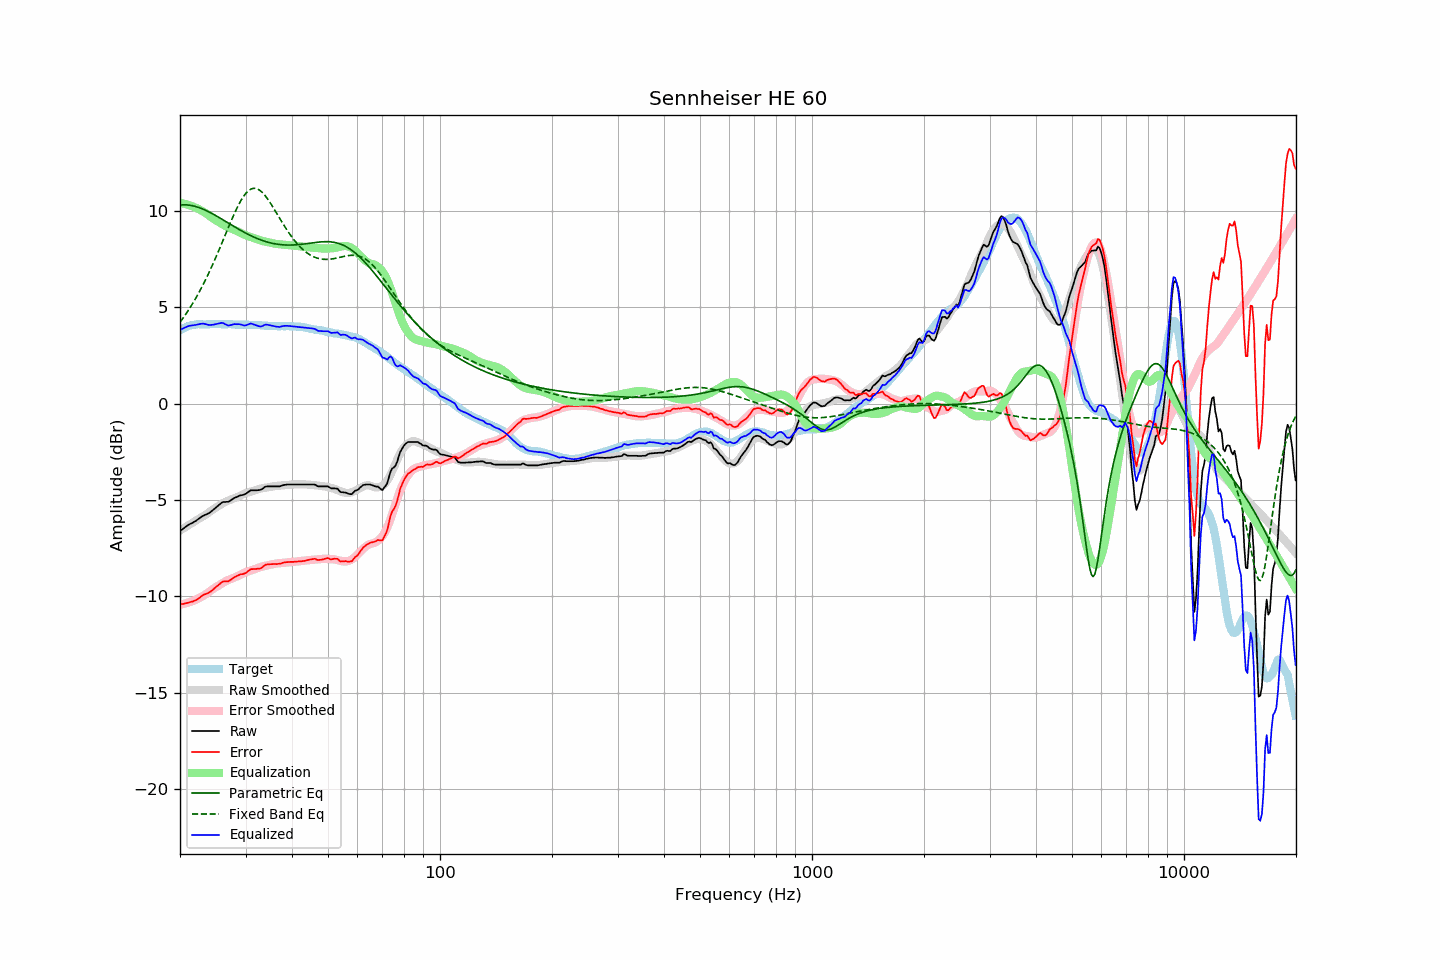 Sennheiser HE 60
10
5
0
−5
−10
−15
−20
Amplitude (dBr)
Target
Raw Smoothed
Error Smoothed
Raw
Error
Equalization
Parametric Eq
Fixed Band Eq
Equalized
100
1000
10000
Frequency (Hz)